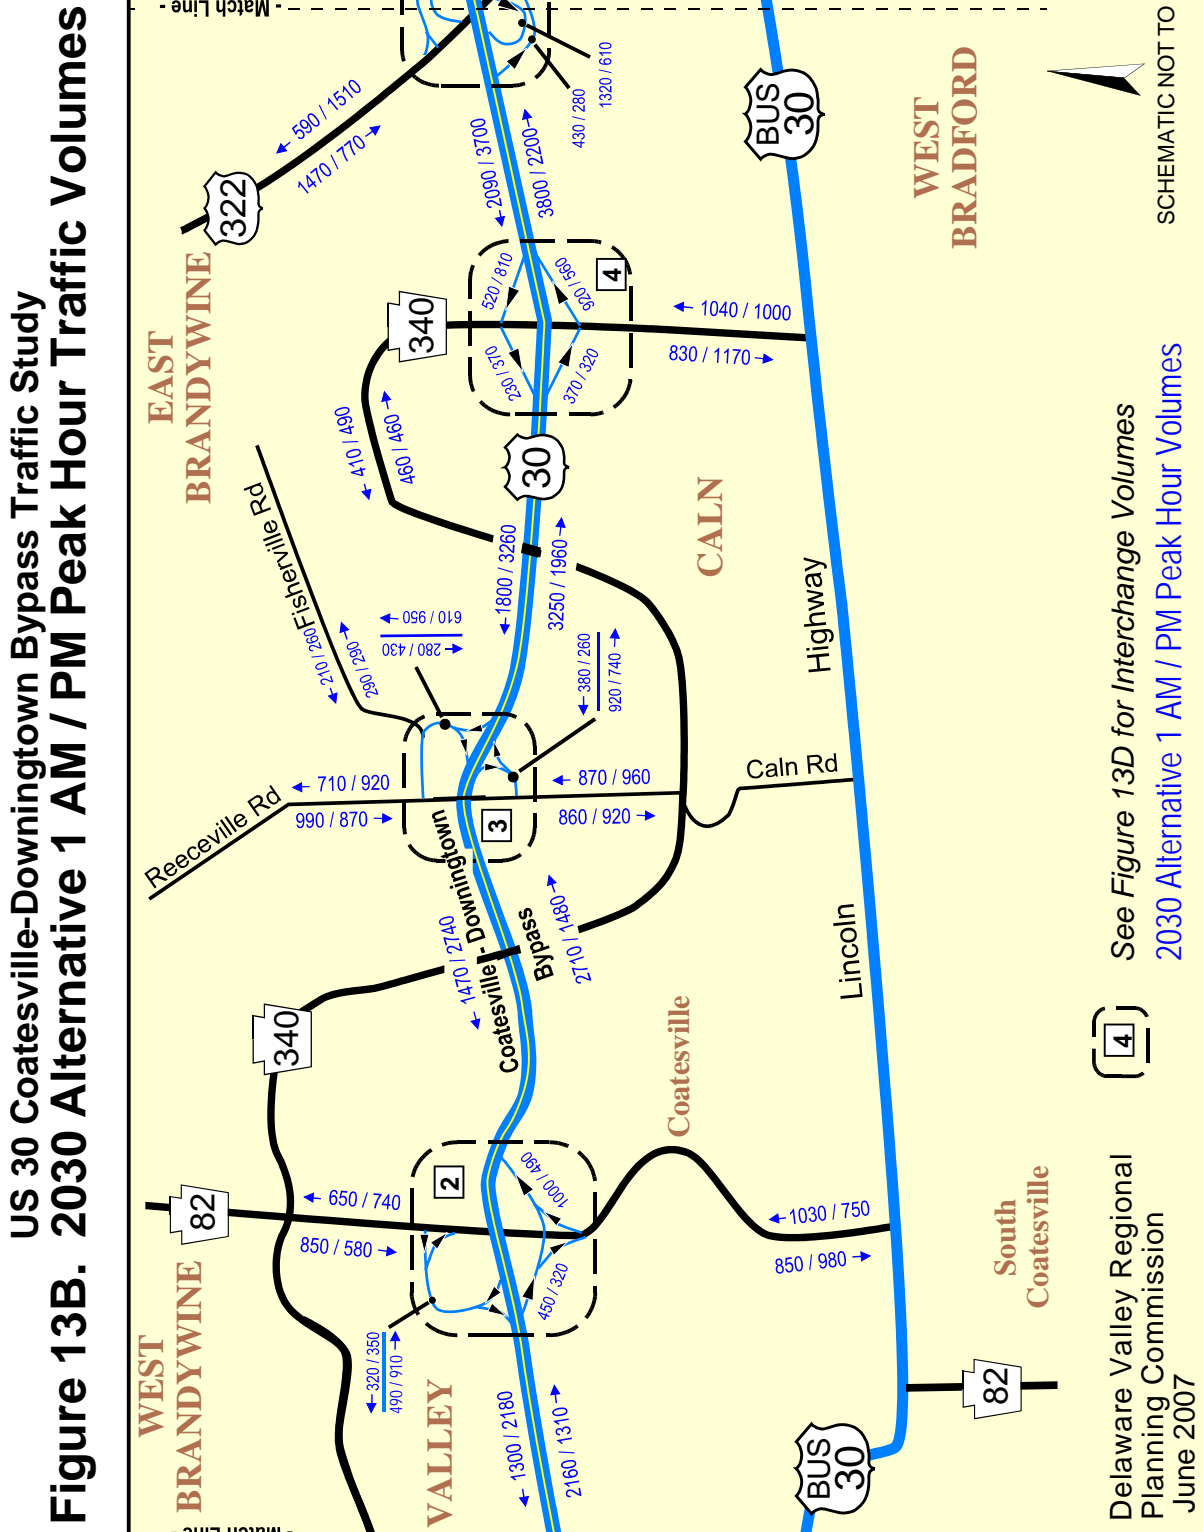 US 30 Coatesville-Downingtown Bypass Traffic Study
Figure 13B. 2030 Alternative 1 AM / PM Peak Hour Traffic Volumes
- Match Line -
- Match Line -
WEST
BRANDYWINE
EAST
BRANDYWINE
VALLEY
82
340
322
340
Reeceville Rd
Fisherville Rd
650 / 740
850 / 580
320 / 350
490 / 910
450 / 320
1000 / 490
2
1300 / 2180
2160 / 1310
1470 / 2740
2710 / 1480
Coatesville - Downingtown
Bypass
710 / 920
990 / 870
870 / 960
860 / 920
3
210 / 260
290 / 290
280 / 430
610 / 950
380 / 260
920 / 740
1800 / 3260
3250 / 1960
30
410 / 490
460 / 460
230 / 370
370 / 320
520 / 810
920 / 560
4
1040 / 1000
830 / 1170
590 / 1510
1470 / 770
2090 / 3700
3800 / 2200
430 / 280
1320 / 610
Coatesville
CALN
Caln Rd
1030 / 750
850 / 980
Lincoln
Highway
BUS
30
BUS
30
82
South
Coatesville
WEST
BRADFORD
Delaware Valley Regional
Planning Commission
June 2007
4
See Figure 13D for Interchange Volumes
2030 Alternative 1 AM / PM Peak Hour Volumes
SCHEMATIC NOT TO